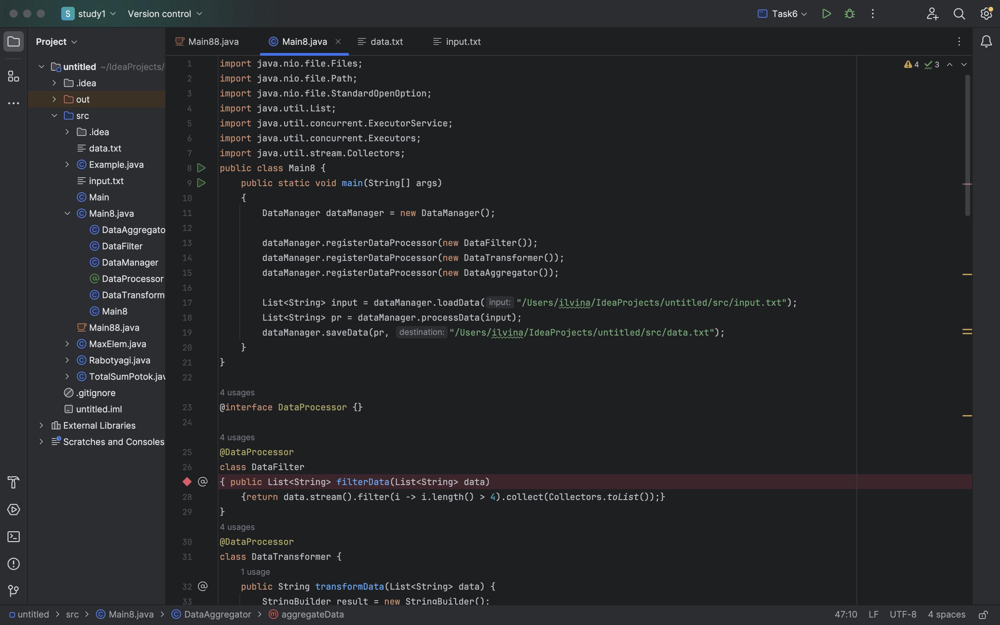 S study1 Version control Task6
Project
Main88.java Main8.java data.txt input.txt
untitled ~/IdeaProjects/
.idea
out
src
.idea
data.txt
Example.java
input.txt
Main
Main8.java
DataAggregato
DataFilter
DataManager
DataProcessor
DataTransform
Main8
Main88.java
MaxElem.java
Rabotyagi.java
TotalSumPotok.jav
.gitignore
untitled.iml
External Libraries
Scratches and Consoles
4 3
1 import java.nio.file.Files;
2 import java.nio.file.Path;
3 import java.nio.file.StandardOpenOption;
4 import java.util.List;
5 import java.util.concurrent.ExecutorService;
6 import java.util.concurrent.Executors;
7 import java.util.stream.Collectors;
8 public class Main8 {
9 public static void main(String[] args)
10 {
11 DataManager dataManager = new DataManager();
12
13 dataManager.registerDataProcessor(new DataFilter());
14 dataManager.registerDataProcessor(new DataTransformer());
15 dataManager.registerDataProcessor(new DataAggregator());
16
17 List<String> input = dataManager.loadData( input: "/Users/ilvina/IdeaProjects/untitled/src/input.txt");
18 List<String> pr = dataManager.processData(input);
19 dataManager.saveData(pr, destination: "/Users/ilvina/IdeaProjects/untitled/src/data.txt");
20 }
21 }
22
4 usages
23 @interface DataProcessor {}
24
4 usages
25 @DataProcessor
26 class DataFilter
@ { public List<String> filterData(List<String> data)
28 {return data.stream().filter(i -> i.length() > 4).collect(Collectors.toList());}
29 }
4 usages
30 @DataProcessor
31 class DataTransformer {
1 usage
32 @ public String transformData(List<String> data) {
33 StringBuilder result = new StringBuilder();
untitled > src > Main8.java > DataAggregator > aggregateData 47:10 LF UTF-8 4 spaces